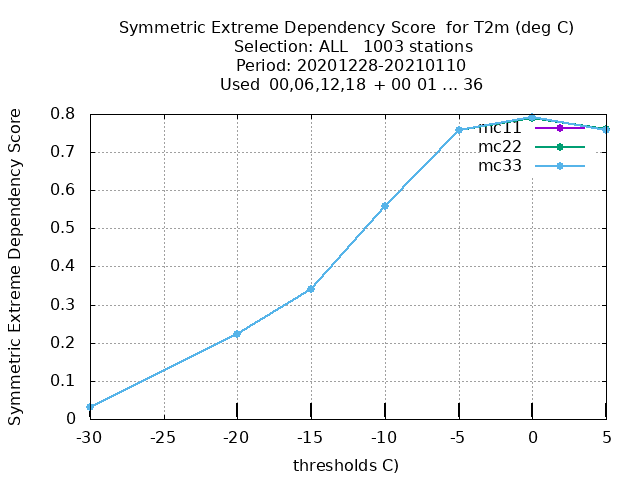 Symmetric Extreme Dependency Score for T2m (deg C)
Selection: ALL 1003 stations
Period: 20201228-20210110
Used 00,06,12,18 + 00 01 ... 36
Symmetric Extreme Dependency Score
0.8
0.7
0.6
0.5
0.4
0.3
0.2
0.1
0
mc11
mc22
mc33
-30 -25 -20 -15 -10 -5 0 5
thresholds C)